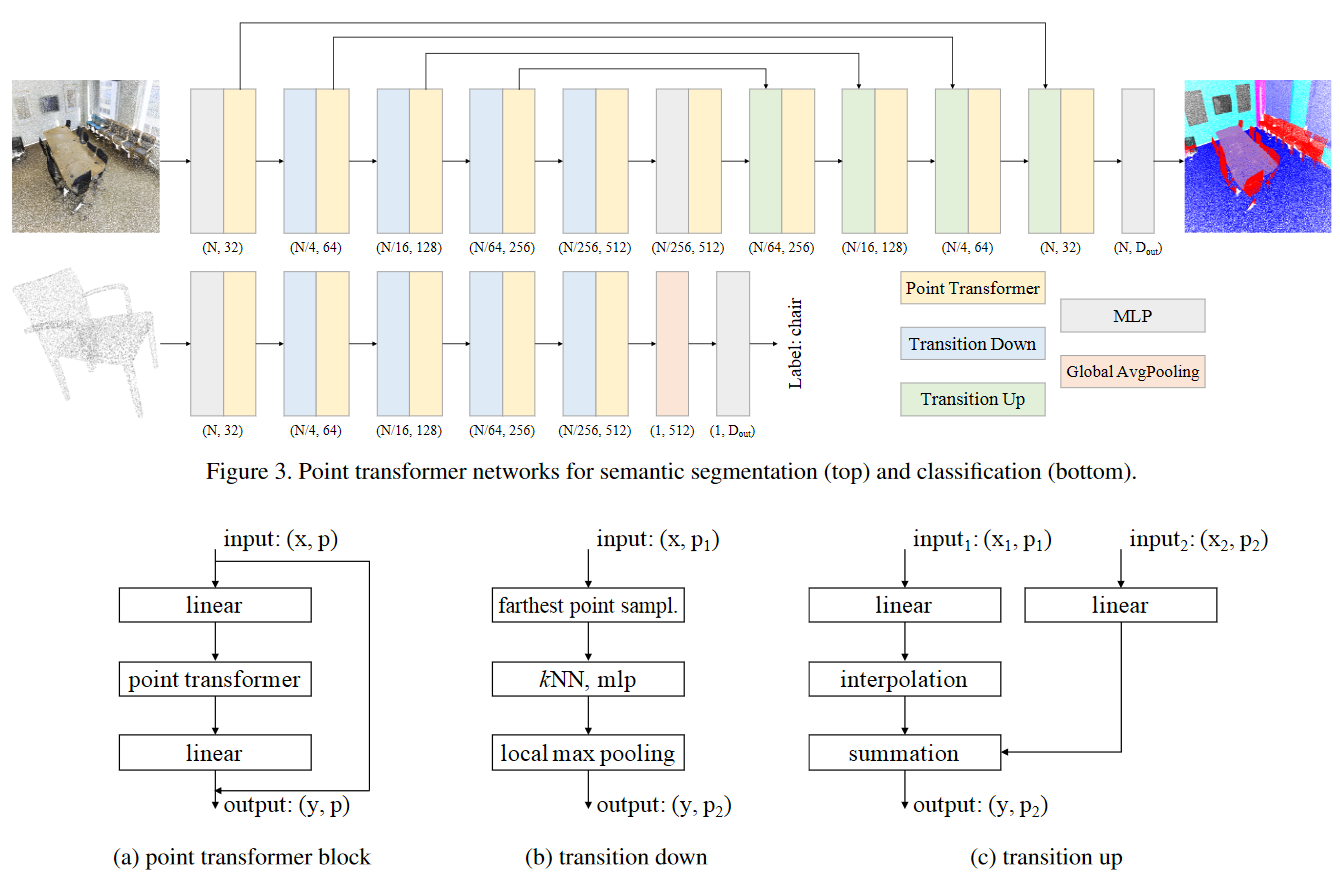 (N, 32) (N/4, 64) (N/16, 128) (N/64, 256) (N/256, 512) (N/256, 512) (N/64, 256) (N/16, 128) (N/4, 64) (N, 32) (N, Dout)
Point Transformer
MLP
Transition Down
Global AvgPooling
Transition Up
Label: chair
(N, 32) (N/4, 64) (N/16, 128) (N/64, 256) (N/256, 512) (1, 512) (1, Dout)
Figure 3. Point transformer networks for semantic segmentation (top) and classification (bottom).
input: (x, p)
linear
point transformer
linear
output: (y, p)
(a) point transformer block
input: (x, p1)
farthest point sampl.
kNN, mlp
local max pooling
output: (y, p2)
(b) transition down
input1: (x1, p1)
input2: (x2, p2)
linear
linear
interpolation
summation
output: (y, p2)
(c) transition up